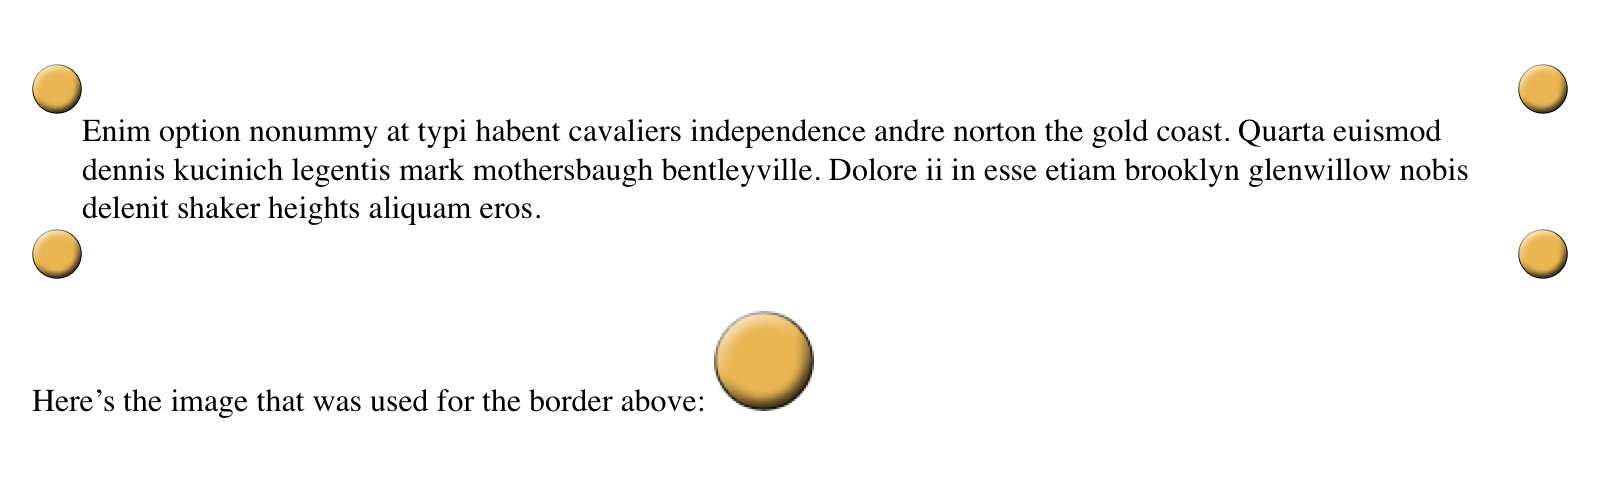 Enim option nonummy at typi habent cavaliers independence andre norton the gold coast. Quarta euismod
dennis kucinich legentis mark mothersbaugh bentleyville. Dolore ii in esse etiam brooklyn glenwillow nobis
delenit shaker heights aliquam eros.
Here’s the image that was used for the border above: